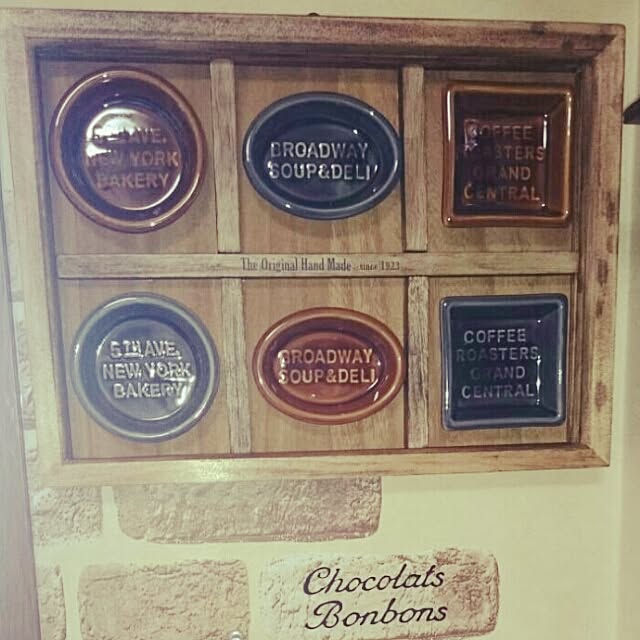 5TH AVE.
NEW YORK
BAKERY
BROADWAY
SOUP&DELI
COFFEE
ROASTERS
GRAND
CENTRAL
The Original Hand Made since 1923
5TH AVE.
NEW YORK
BAKERY
BROADWAY
SOUP&DELI
COFFEE
ROASTERS
GRAND
CENTRAL
Chocolats
Bonbons